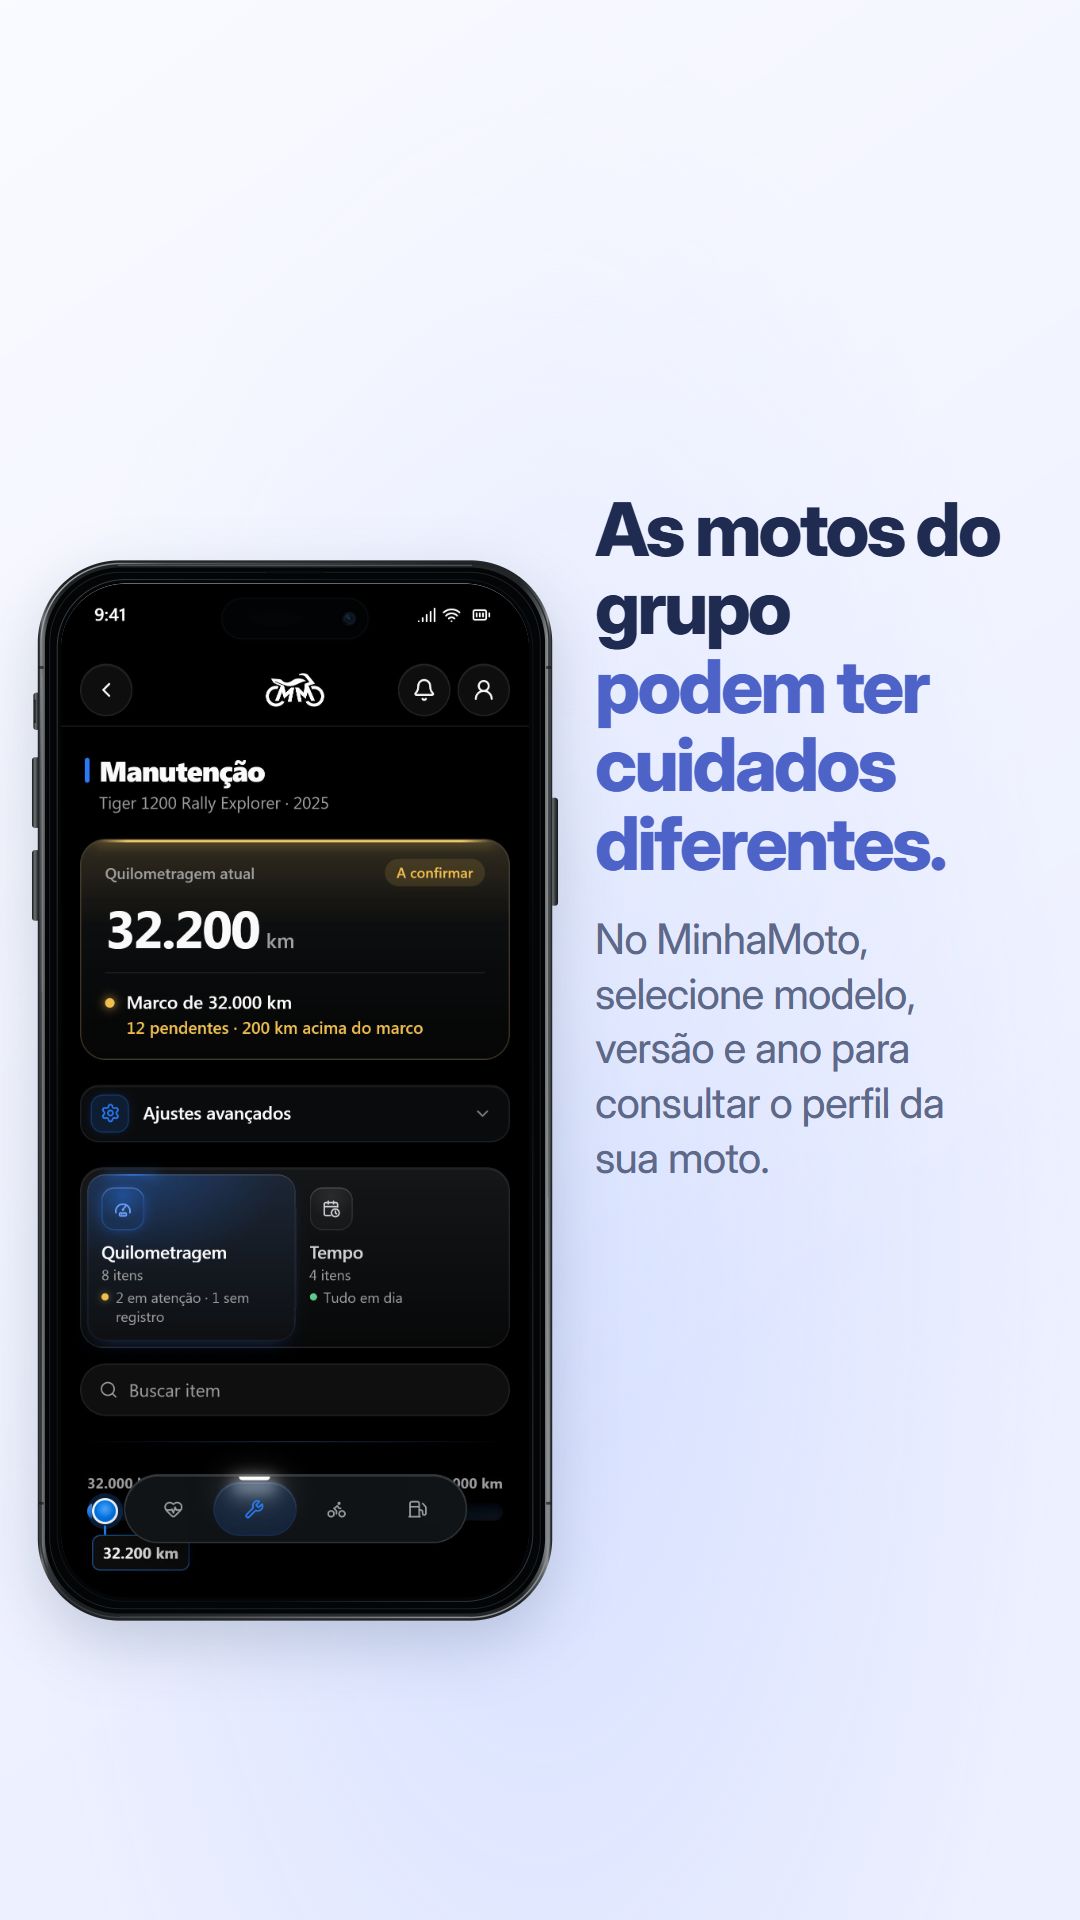 As motos do
grupo
podem ter
cuidados
diferentes.
No MinhaMoto,
selecione modelo,
versão e ano para
consultar o perfil da
sua moto.
9:41
MM
Manutenção
Tiger 1200 Rally Explorer · 2025
Quilometragem atual
A confirmar
32.200 km
Marco de 32.000 km
12 pendentes · 200 km acima do marco
Ajustes avançados
Quilometragem
8 itens
2 em atenção · 1 sem
registro
Tempo
4 itens
Tudo em dia
Buscar item
32.000
000 km
32.200 km